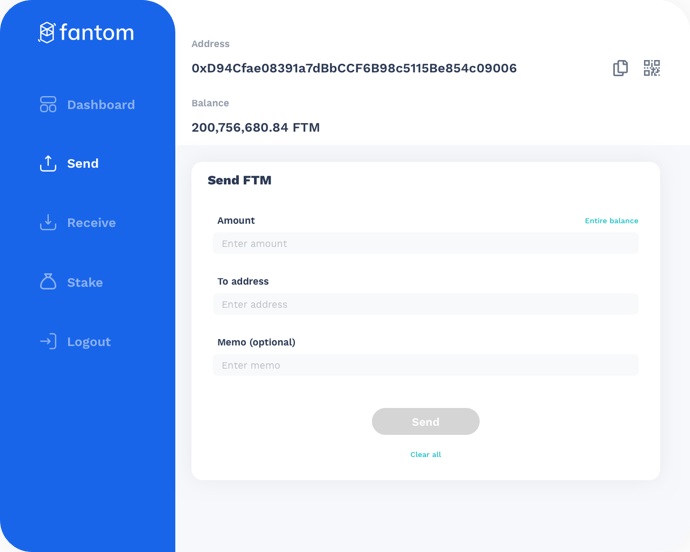 fantom
Dashboard
Send
Receive
Stake
Logout
Address
0xD94Cfae08391a7dBbCCF6B98c5115Be854c09006
Balance
200,756,680.84 FTM
Send FTM
Amount
Entire balance
Enter amount
To address
Enter address
Memo (optional)
Enter memo
Send
Clear all